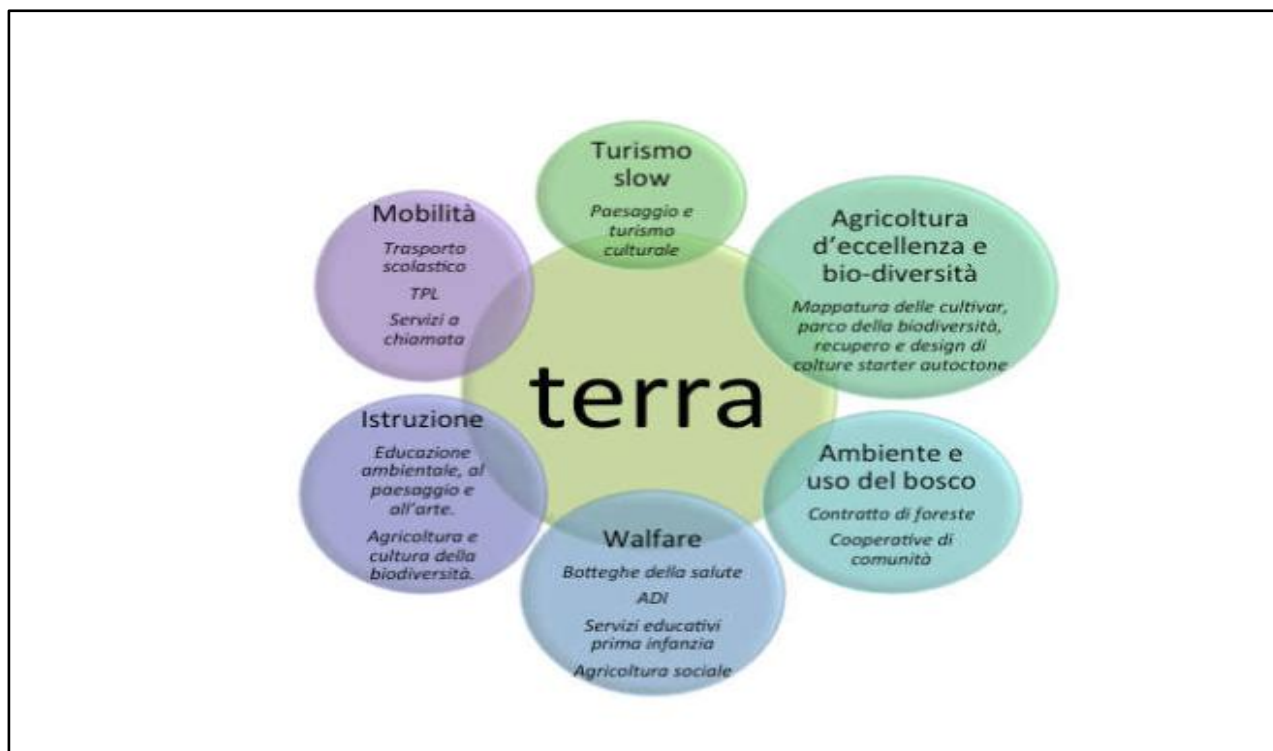 Turismo
slow
Paesaggio e
turismo
culturale
Agricoltura
d'eccellenza e
bio-diversità
Mappatura delle cultivar,
parco della biodiversità,
recupero e design di
colture starter autoctone
Ambiente e
uso del bosco
Contratto di foreste
Cooperative di
comunità
Walfare
Botteghe della salute
ADI
Servizi educativi
prima infanzia
Agricoltura sociale
Istruzione
Educazione
ambientale, al
paesaggio e
all'arte.
Agricoltura e
cultura della
biodiversità.
Mobilità
Trasporto
scolastico
TPL
Servizi a
chiamata
terra